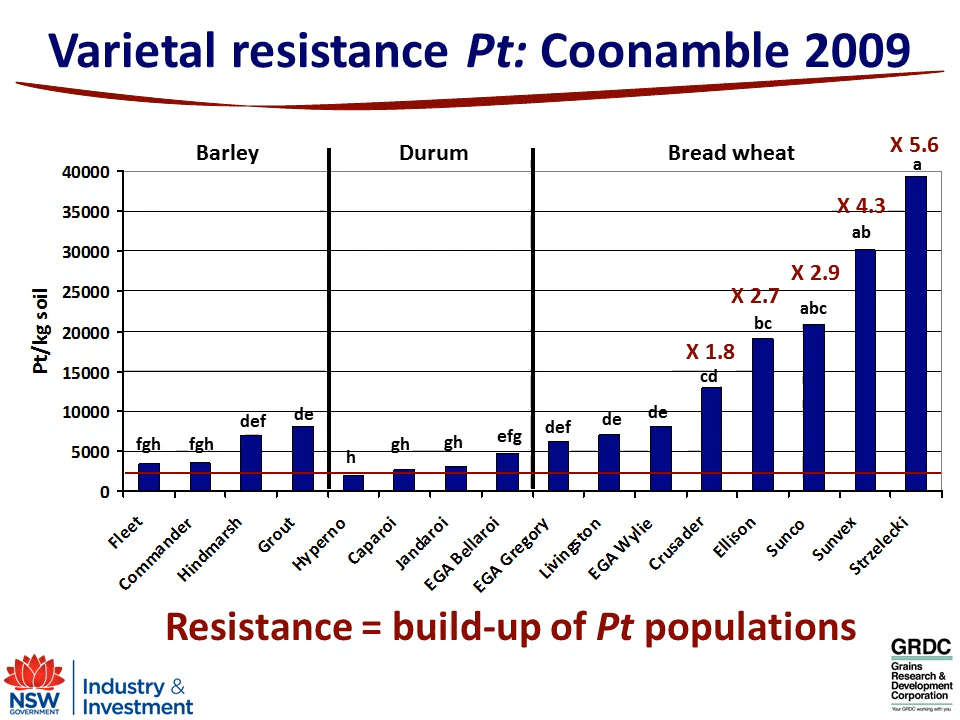 Varietal resistance Pt: Coonamble 2009
Barley
Durum
Bread wheat
X 5.6
X 4.3
X 2.9
X 2.7
X 1.8
Pt/kg soil
40000
35000
30000
25000
20000
15000
10000
5000
0
fgh
fgh
def
de
h
gh
gh
efg
def
de
de
cd
bc
abc
ab
a
Fleet
Commander
Hindmarsh
Grout
Hyperno
Caparoi
Jandaroi
EGA Bellaroi
EGA Gregory
Livingston
EGA Wylie
Crusader
Ellison
Sunco
Sunvex
Strzelecki
Resistance = build-up of Pt populations
NSW
GOVERNMENT
Industry &
Investment
GRDC
Grains
Research &
Development
Corporation
Your GRDC working with you